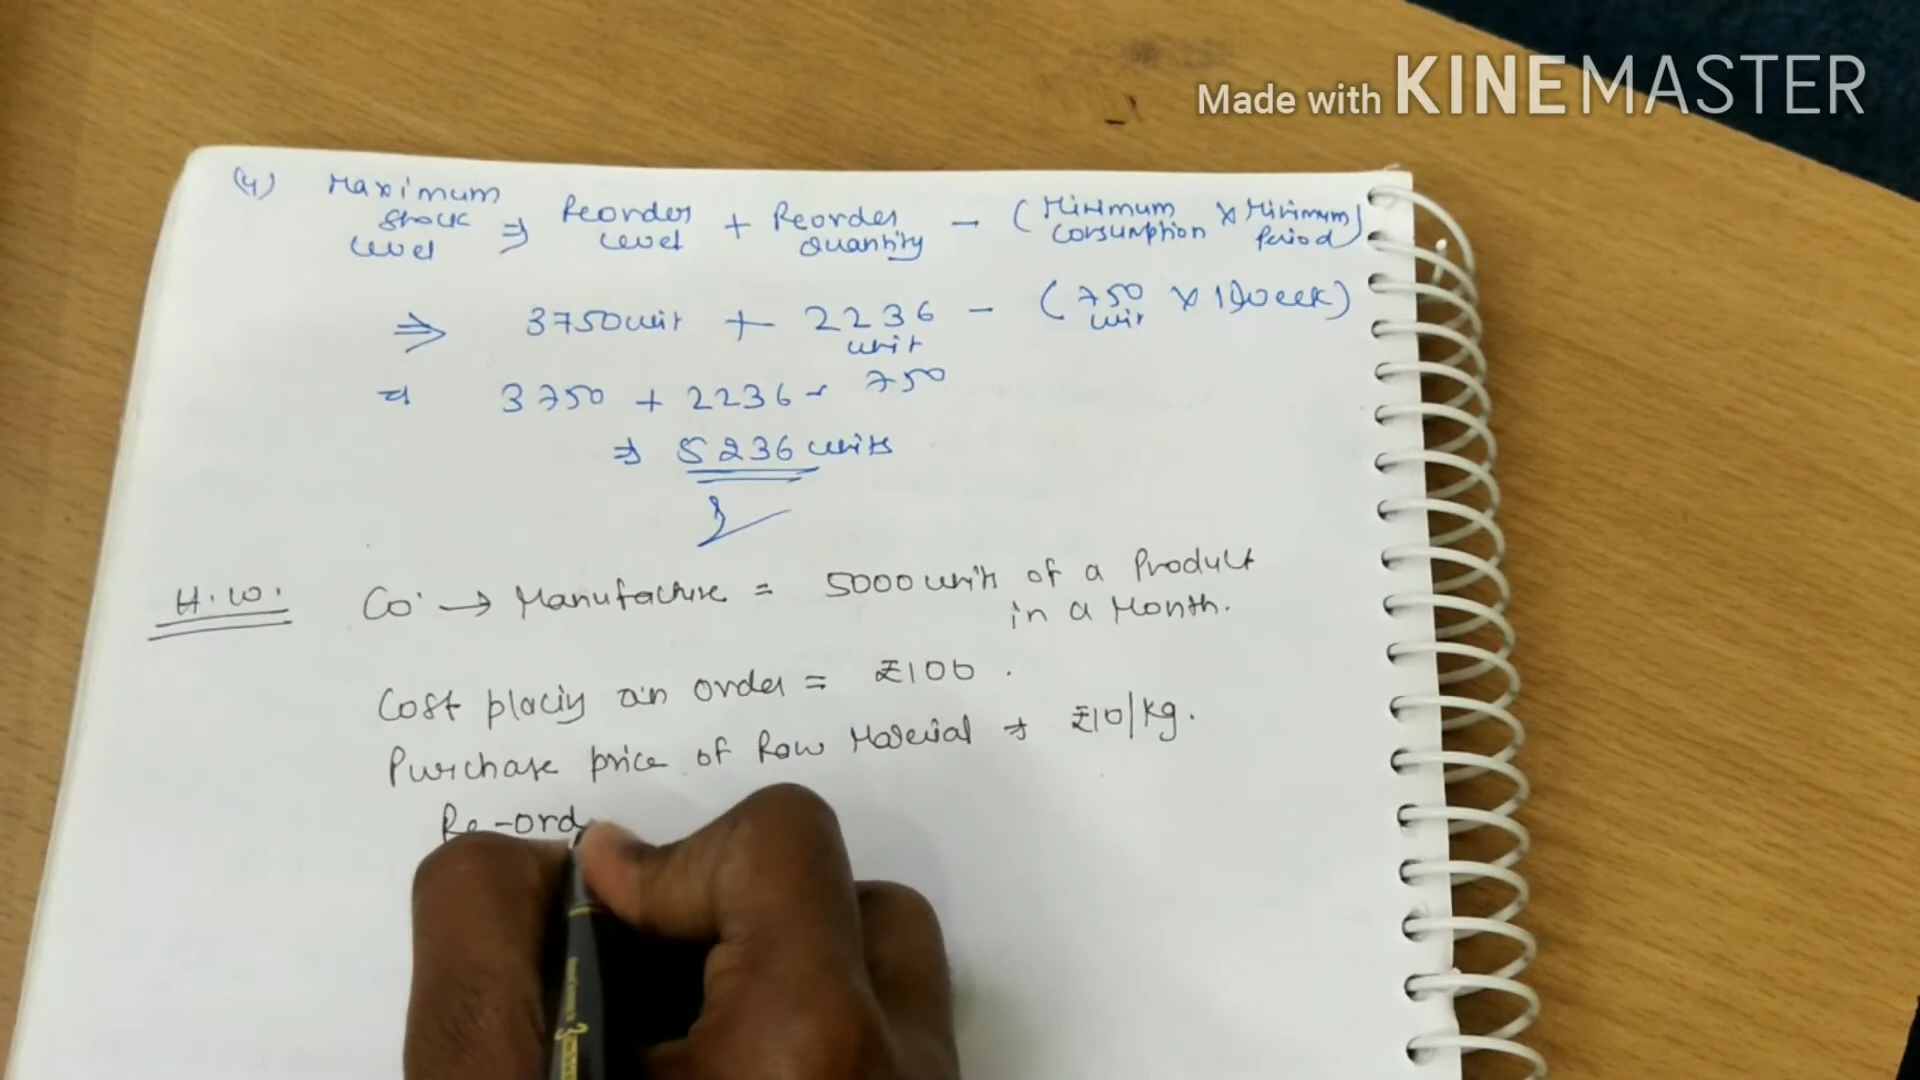 Made with KINEMASTER
(4) Maximum stock level ⇒ Reorder level + Reorder Quantity - (Minimum consumption × Minimum Period)
⇒ 3750 unit + 2236 unit - (750 unit × 1 week)
⇒ 3750 + 2236 - 750
⇒ 5236 units
H.W. Co. → Manufacture = 5000 units of a Product
in a Month.
Cost placing an order = ₹100.
Purchase price of Raw Material → ₹10/kg.
Re-ord